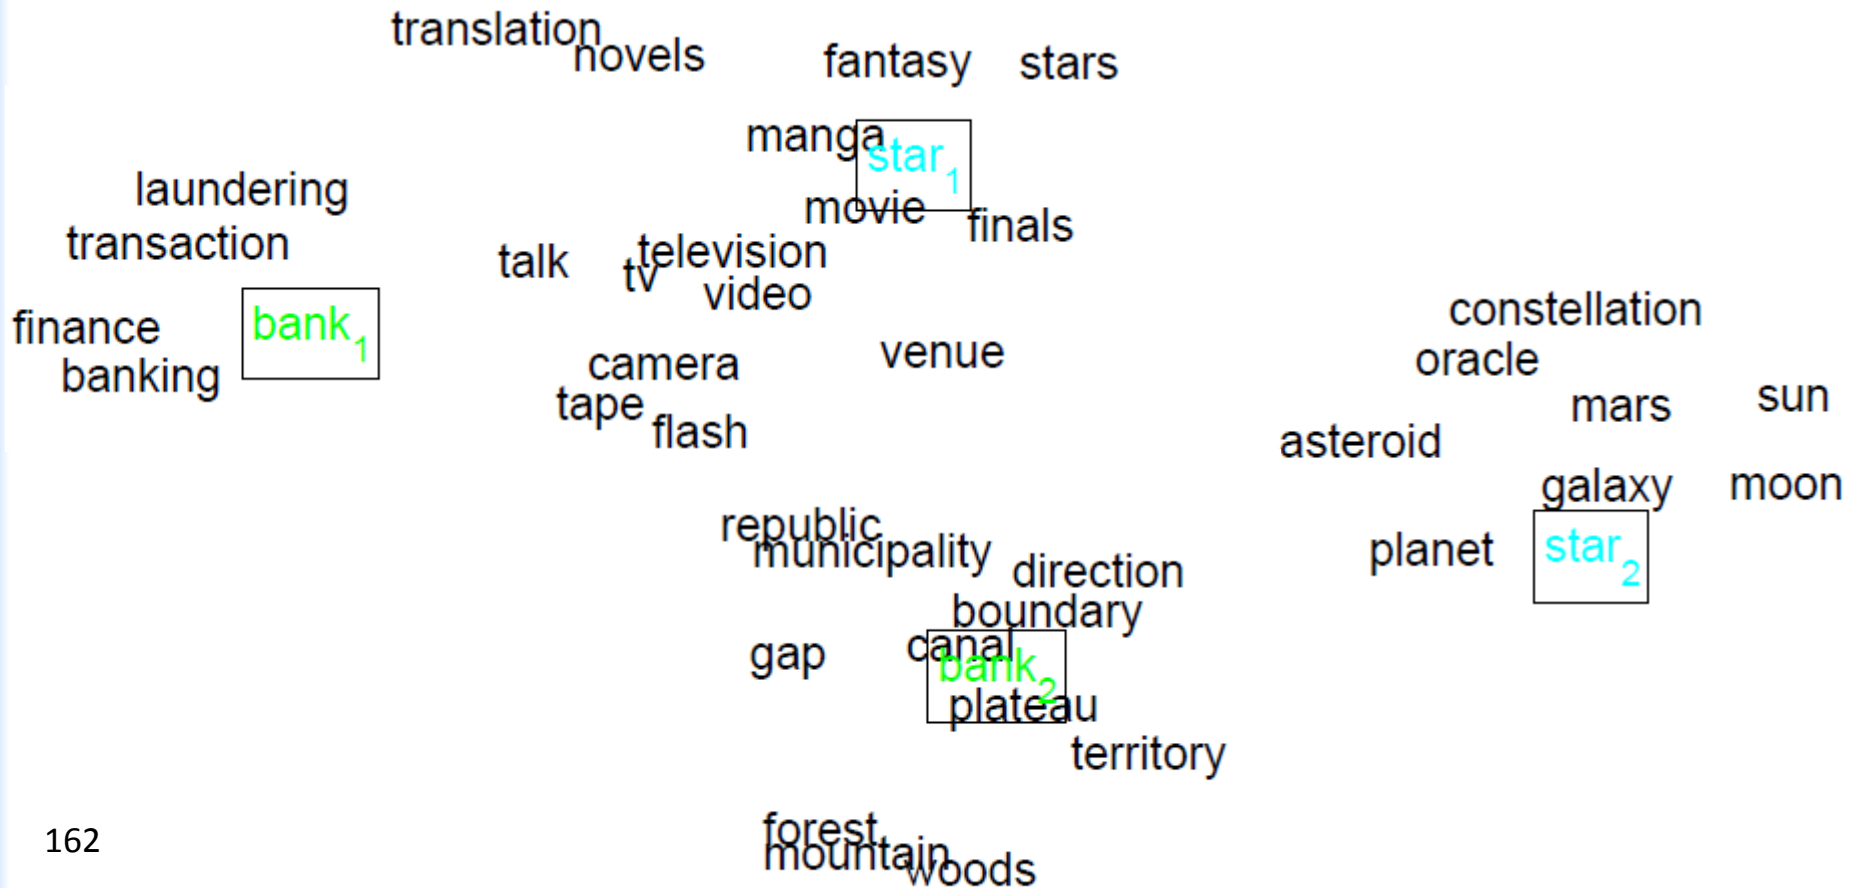 translation
novels
fantasy
stars
manga
star1
laundering
movie
finals
transaction
talk
television
tv
video
constellation
finance
bank1
venue
oracle
banking
camera
mars
sun
tape
flash
asteroid
galaxy
moon
republic
municipality
planet
star2
direction
boundary
gap
canal
bank2
plateau
territory
forest
mountain
woods
162